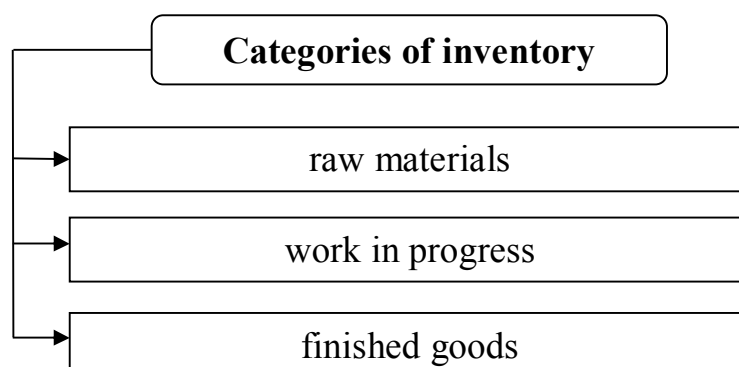 Categories of inventory
raw materials
work in progress
finished goods